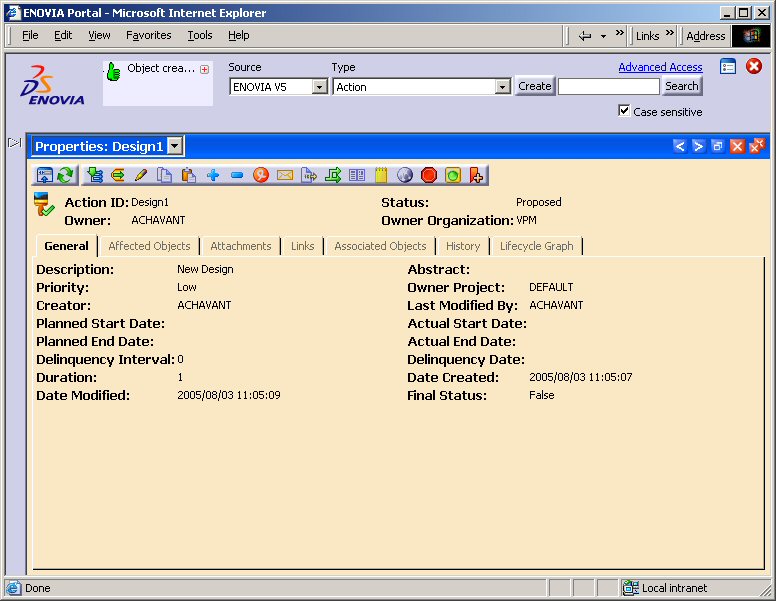 ENOVIA Portal - Microsoft Internet Explorer
File Edit View Favorites Tools Help » Links » Address
Advanced Access
Object crea... Source Type
ENOVIA V5 Action Create Search
ENOVIA
Case sensitive
Properties: Design1
Action ID: Design1 Status: Proposed
Owner: ACHAVANT Owner Organization: VPM
General Affected Objects Attachments Links Associated Objects History Lifecycle Graph
Description: New Design Abstract:
Priority: Low Owner Project: DEFAULT
Creator: ACHAVANT Last Modified By: ACHAVANT
Planned Start Date: Actual Start Date:
Planned End Date: Actual End Date:
Delinquency Interval: 0 Delinquency Date:
Duration: 1 Date Created: 2005/08/03 11:05:07
Date Modified: 2005/08/03 11:05:09 Final Status: False
Done Local intranet